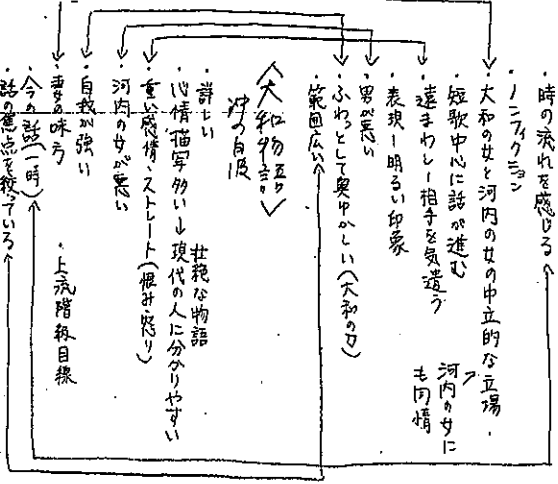 ・時の流れを感じる
・ノンフィクション
・大和の女と河内の女の中立的な立場・
河内の女に
も同情
・短歌中心に話が進む
・遠まわし―相手を気遣う
・表現―明るい印象
・男が悪い
・ふわっとして奥ゆかしい(大和の方)
・範囲広い
〈大和物語〉
沖つ白波
・詳しい
壮絶な物語
・心情、描写多い→現代の人に分かりやすい
・重い感情、ストレート(恨み・怒り)
・河内の女が悪い
・自我が強い
・妻の味方
・上流階級目線
・今の話(一時)
・話の焦点を絞っている